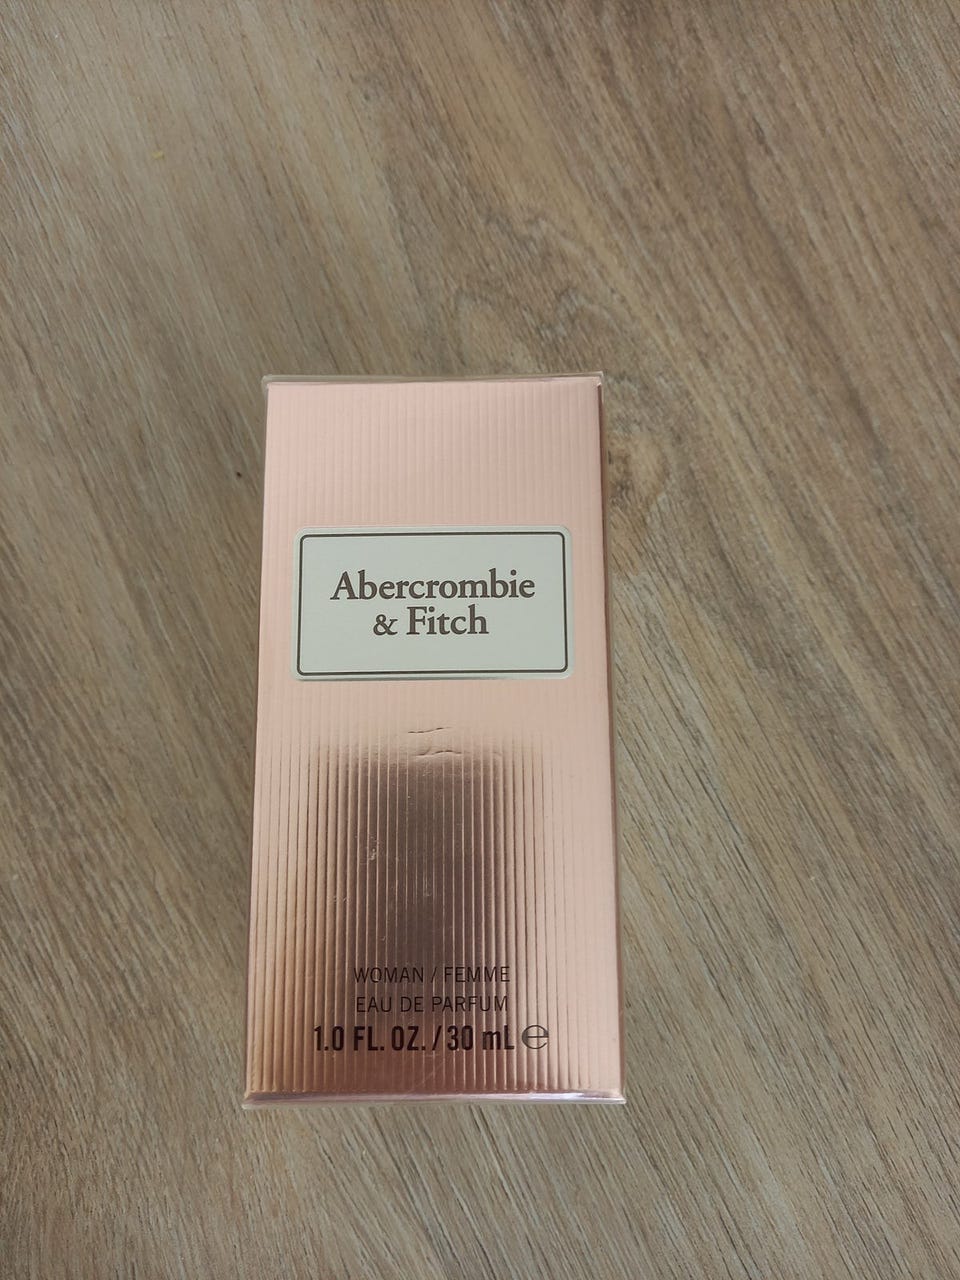 Abercrombie
& Fitch
WOMAN / FEMME
EAU DE PARFUM
1.0 FL. OZ. / 30 mL ℮